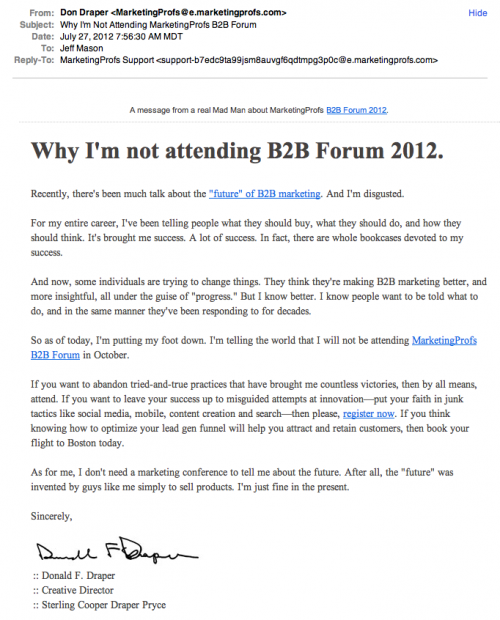 From: Don Draper <MarketingProfs@e.marketingprofs.com>
Hide
Subject: Why I'm Not Attending MarketingProfs B2B Forum
Date: July 27, 2012 7:56:30 AM MDT
To: Jeff Mason
Reply-To: MarketingProfs Support <support-b7edc9ta99jsm8auvgf6qdtmpg3p0c@e.marketingprofs.com>
A message from a real Mad Man about MarketingProfs B2B Forum 2012.
Why I'm not attending B2B Forum 2012.
Recently, there's been much talk about the "future" of B2B marketing. And I'm disgusted.
For my entire career, I've been telling people what they should buy, what they should do, and how they
should think. It's brought me success. A lot of success. In fact, there are whole bookcases devoted to my
success.
And now, some individuals are trying to change things. They think they're making B2B marketing better, and
more insightful, all under the guise of "progress." But I know better. I know people want to be told what to
do, and in the same manner they've been responding to for decades.
So as of today, I'm putting my foot down. I'm telling the world that I will not be attending MarketingProfs
B2B Forum in October.
If you want to abandon tried-and-true practices that have brought me countless victories, then by all means,
attend. If you want to leave your success up to misguided attempts at innovation—put your faith in junk
tactics like social media, mobile, content creation and search—then please, register now. If you think
knowing how to optimize your lead gen funnel will help you attract and retain customers, then book your
flight to Boston today.
As for me, I don't need a marketing conference to tell me about the future. After all, the "future" was
invented by guys like me simply to sell products. I'm just fine in the present.
Sincerely,
Donald F Draper
:: Donald F. Draper
:: Creative Director
:: Sterling Cooper Draper Pryce